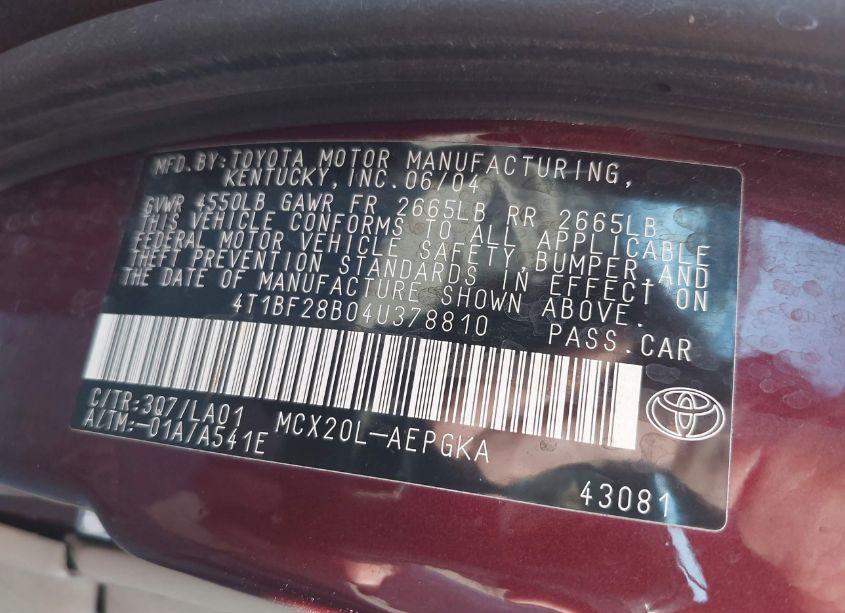 MFD.BY:TOYOTA MOTOR MANUFACTURING,
KENTUCKY,INC.06/04
GVWR 4550LB GAWR FR 2665LB RR 2665LB
THIS VEHICLE CONFORMS TO ALL APPLICABLE
FEDERAL MOTOR VEHICLE SAFETY,BUMPER AND
THEFT PREVENTION STANDARDS IN EFFECT ON
THE DATE OF MANUFACTURE SHOWN ABOVE.
4T1BF28B04U378810
PASS.CAR
C/TR:3Q7/LA01
A/TM:-01A/A541E
MCX20L-AEPGKA
43081